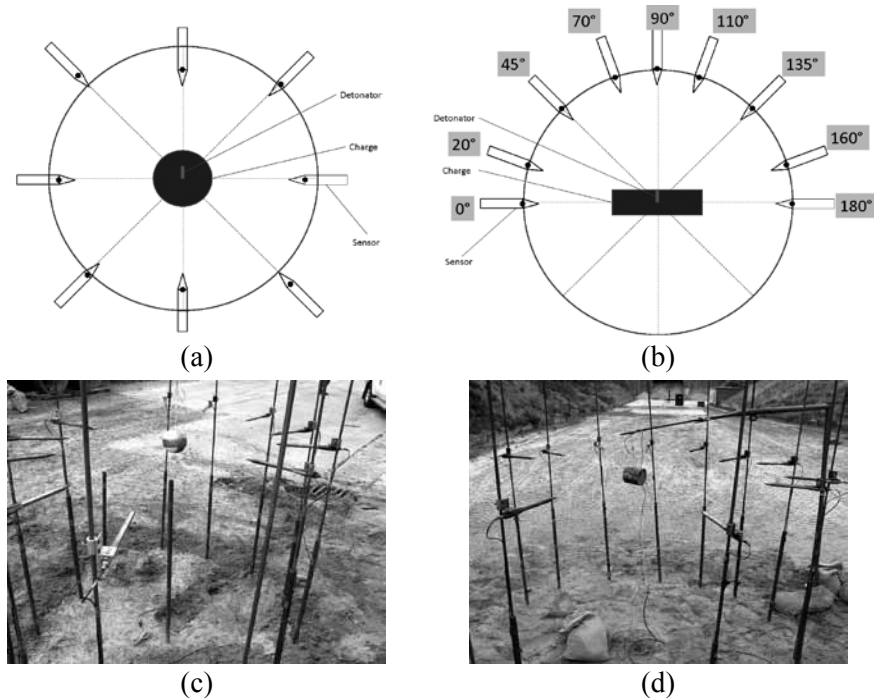 Detonator
Charge
Sensor
(a)
90°
70°
110°
45°
135°
Detonator
20°
160°
Charge
0°
180°
Sensor
(b)
(c)
(d)